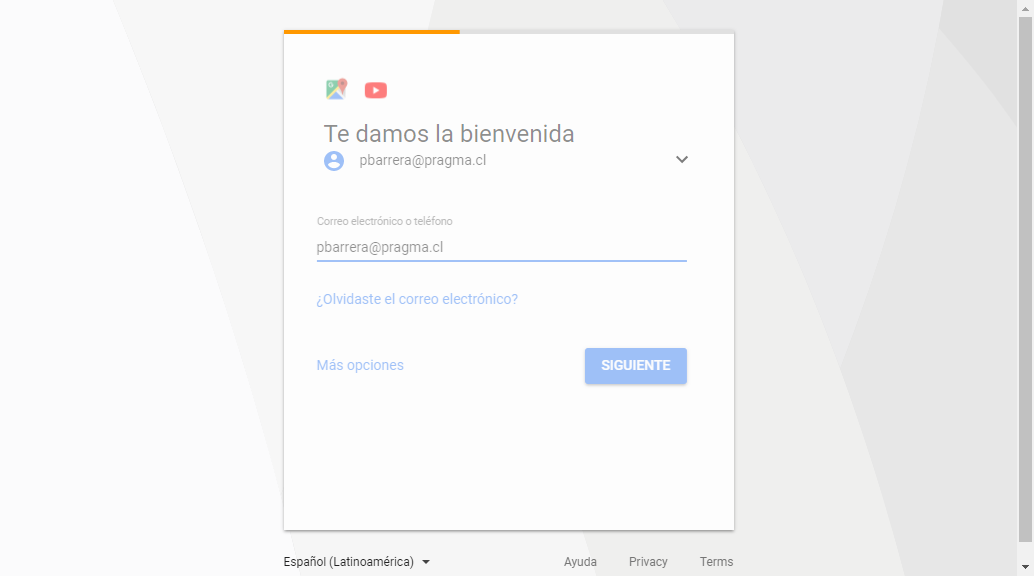 Te damos la bienvenida
pbarrera@pragma.cl
Correo electrónico o teléfono
pbarrera@pragma.cl
¿Olvidaste el correo electrónico?
Más opciones
SIGUIENTE
Español (Latinoamérica)
Ayuda
Privacy
Terms